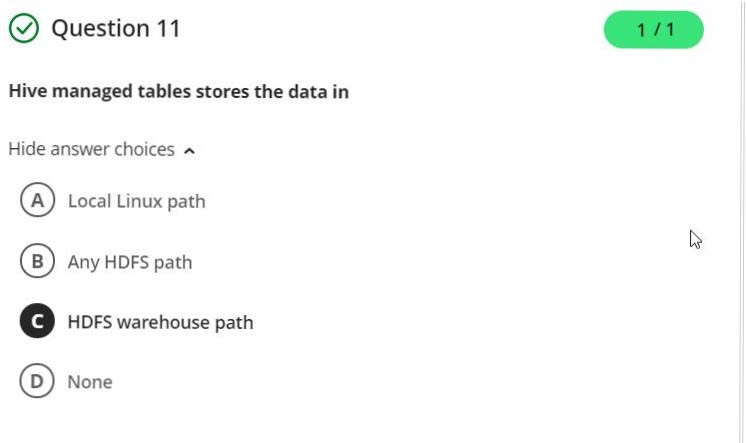 Question 11
1 / 1
Hive managed tables stores the data in
Hide answer choices
A Local Linux path
B Any HDFS path
C HDFS warehouse path
D None